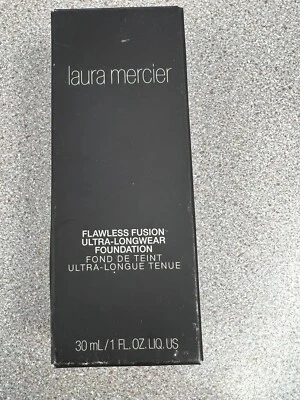 laura mercier
FLAWLESS FUSION
ULTRA-LONGWEAR
FOUNDATION
FOND DE TEINT
ULTRA-LONGUE TENUE
30 mL/1 FL. OZ. LIQ. US